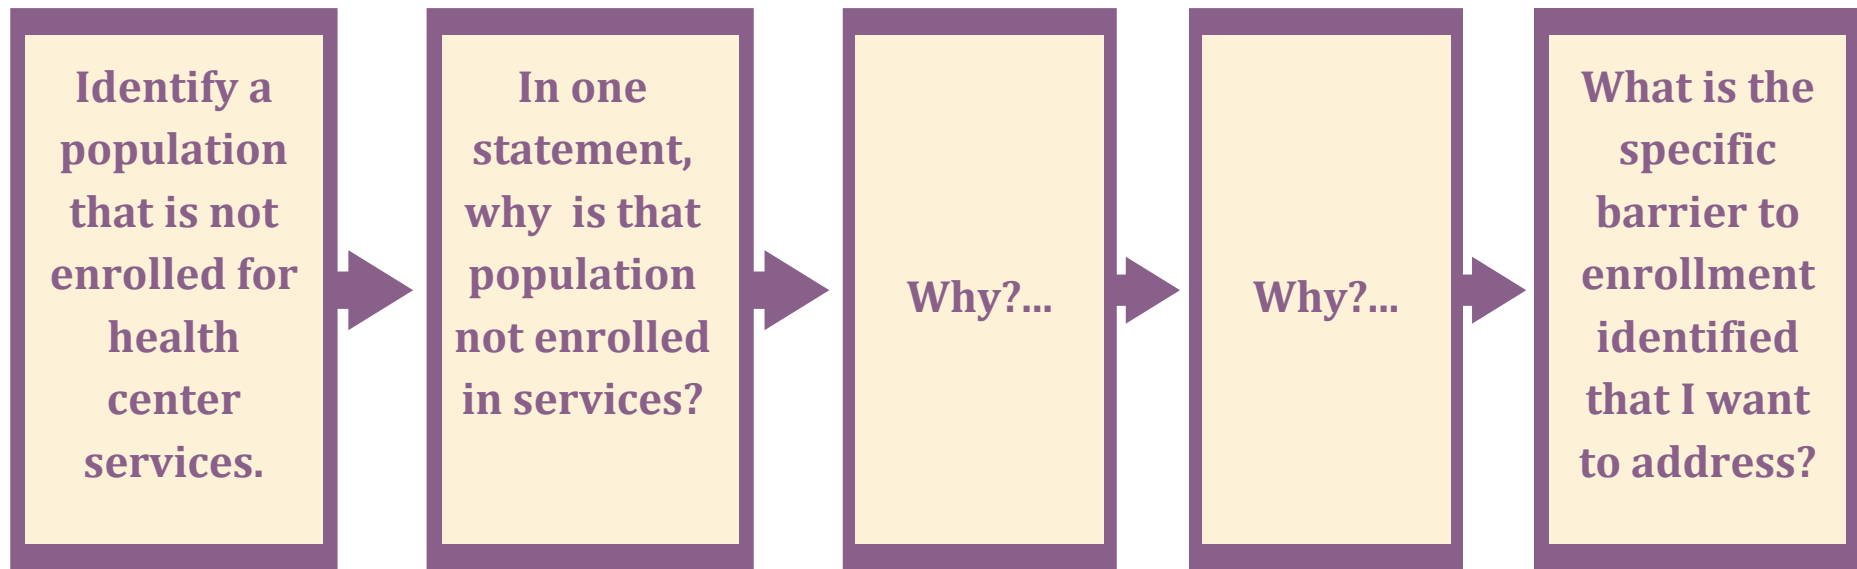 Identify a
population
that is not
enrolled for
health
center
services.
In one
statement,
why  is that
population
not enrolled
in services?
Why?...
Why?...
What is the
specific
barrier to
enrollment
identified
that I want
to address?